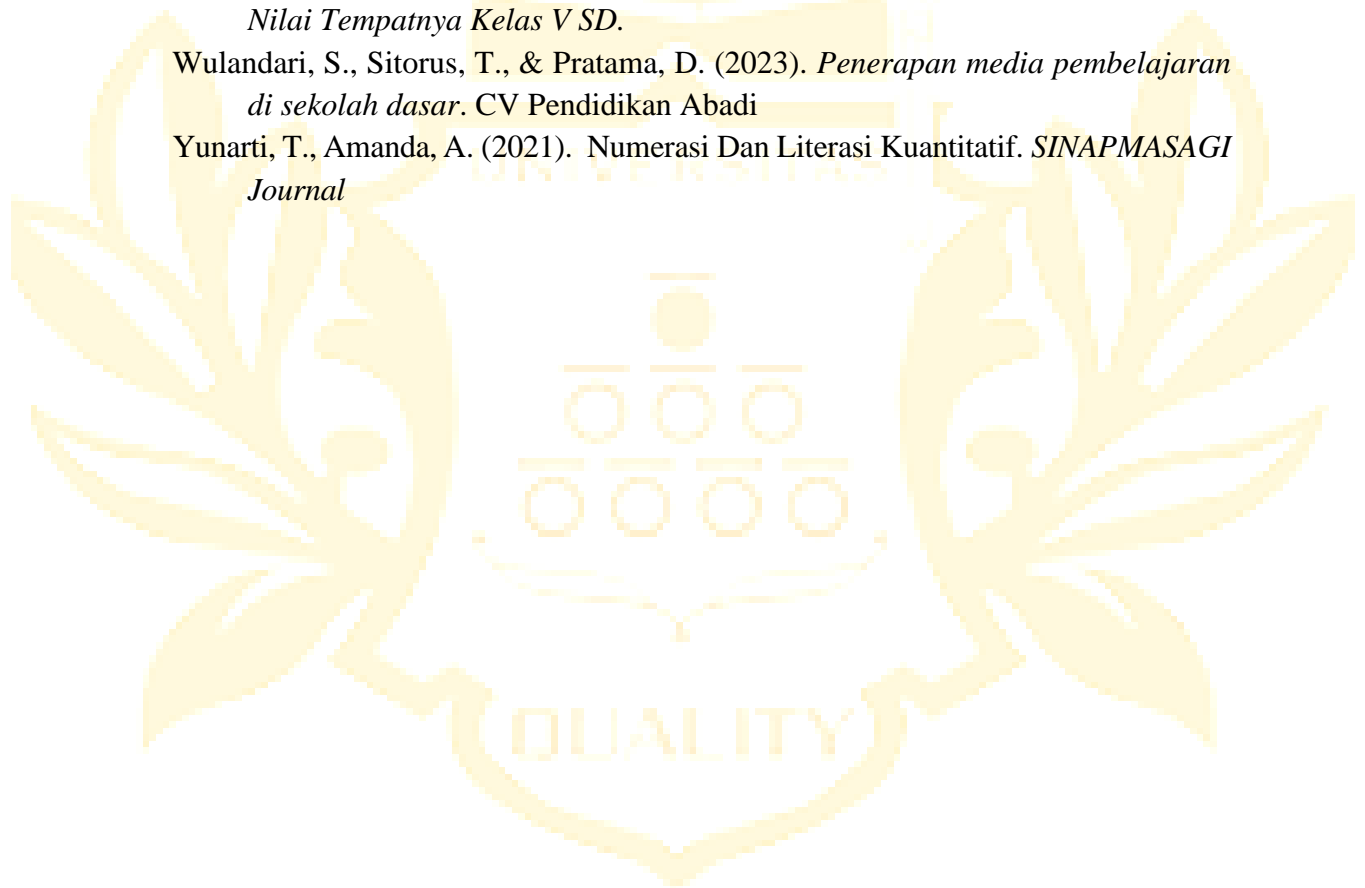 Nilai Tempatnya Kelas V SD.
Wulandari, S., Sitorus, T., & Pratama, D. (2023). Penerapan media pembelajaran
di sekolah dasar. CV Pendidikan Abadi
Yunarti, T., Amanda, A. (2021).  Numerasi Dan Literasi Kuantitatif. SINAPMASAGI
Journal
UNIVERSITAS
QUALITY